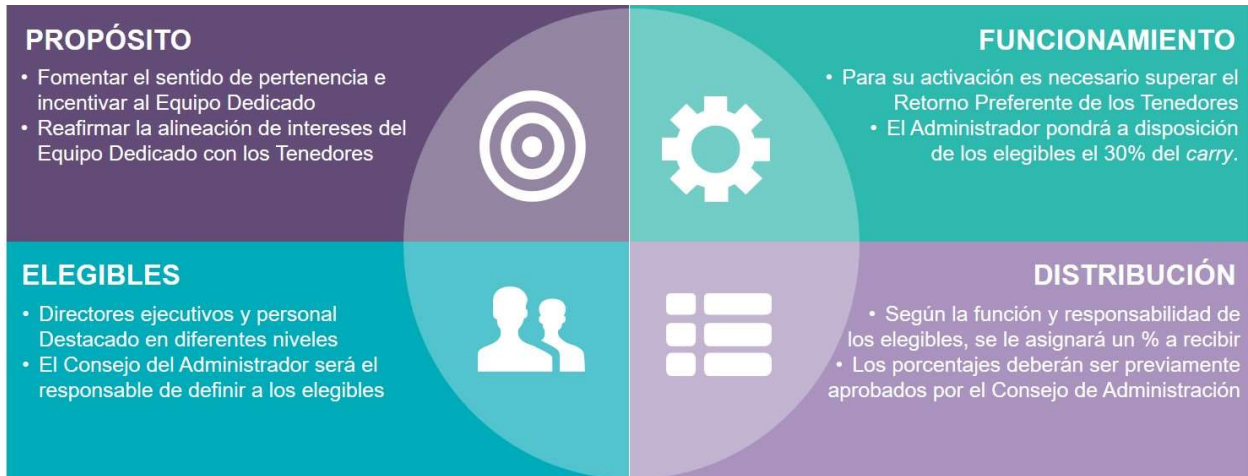 PROPÓSITO
• Fomentar el sentido de pertenencia e
incentivar al Equipo Dedicado
• Reafirmar la alineación de intereses del
Equipo Dedicado con los Tenedores
FUNCIONAMIENTO
• Para su activación es necesario superar el
Retorno Preferente de los Tenedores
• El Administrador pondrá a disposición
de los elegibles el 30% del carry.
ELEGIBLES
• Directores ejecutivos y personal
Destacado en diferentes niveles
• El Consejo del Administrador será el
responsable de definir a los elegibles
DISTRIBUCIÓN
• Según la función y responsabilidad de
los elegibles, se le asignará un % a recibir
• Los porcentajes deberán ser previamente
aprobados por el Consejo de Administración